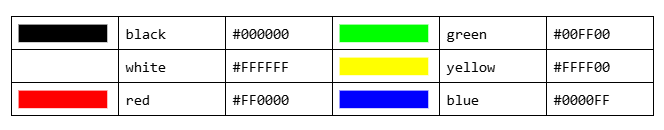 black #000000 green #00FF00
white #FFFFFF yellow #FFFF00
red #FF0000 blue #0000FF